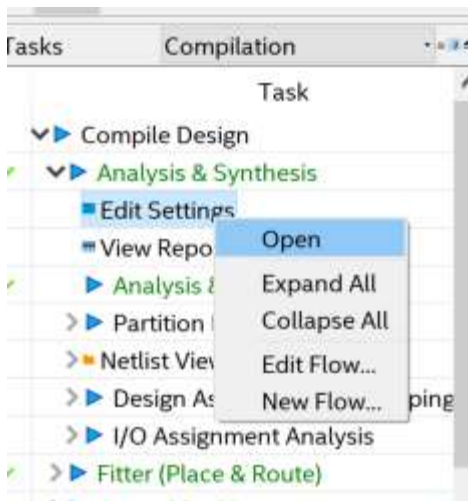 Tasks Compilation
Task
Compile Design
Analysis & Synthesis
Edit Settings
Open
View Repo
Expand All
Analysis &
Collapse All
Partition
Netlist View
Edit Flow...
Design As
New Flow...
ping
I/O Assignment Analysis
Fitter (Place & Route)